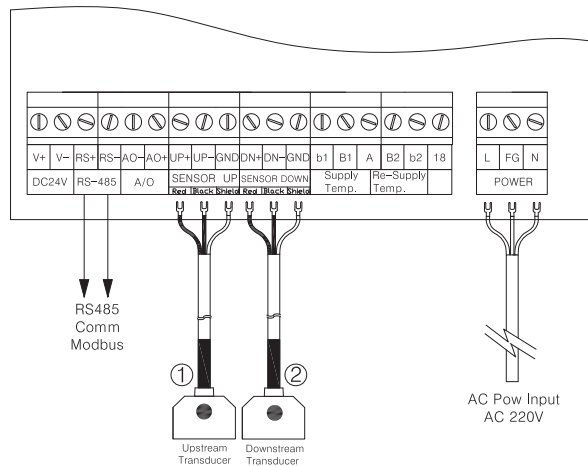 V+ V- RS+ RS- AO- AO+ UP+ UP- GND DN+ DN- GND b1 B1 A B2 b2 18 L FG N
DC24V RS-485 A/O SENSOR UP SENSOR DOWN Supply Temp. Re-Supply Temp. POWER
Red Black Shield Red Black Shield
RS485
Comm
Modbus
① ②
Upstream
Transducer
Downstream
Transducer
AC Pow Input
AC 220V